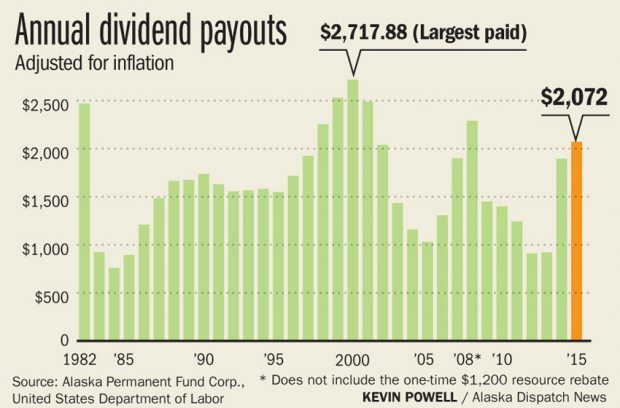 Annual dividend payouts
Adjusted for inflation
$2,717.88 (Largest paid)
$2,072
$2,500
$2,000
$1,500
$1,000
$500
0
1982 '85 '90 '95 2000 '05 '08* '10 '15
Source: Alaska Permanent Fund Corp.,
United States Department of Labor
* Does not include the one-time $1,200 resource rebate
KEVIN POWELL / Alaska Dispatch News